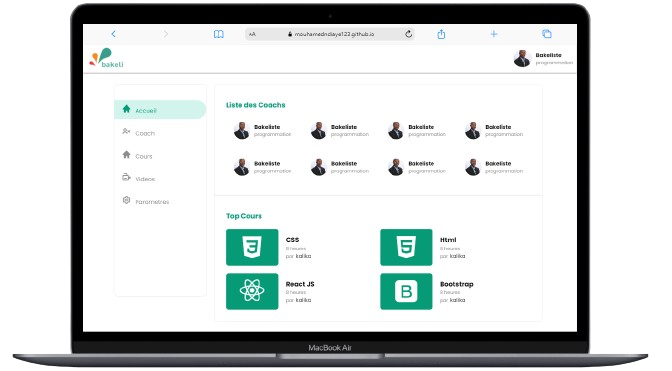 AA mouhamedndiaye123.github.io
bakeli
Bakeliste
programmation
Accueil
Coach
Cours
Videos
Parametres
Liste des Coachs
Bakeliste Bakeliste Bakeliste Bakeliste
programmation programmation programmation programmation
Bakeliste Bakeliste Bakeliste Bakeliste
programmation programmation programmation programmation
Top Cours
CSS
8 heures
par kalika
Html
8 heures
par kalika
React JS
8 heures
par kalika
B
Bootstrap
8 heures
par kalika
MacBook Air